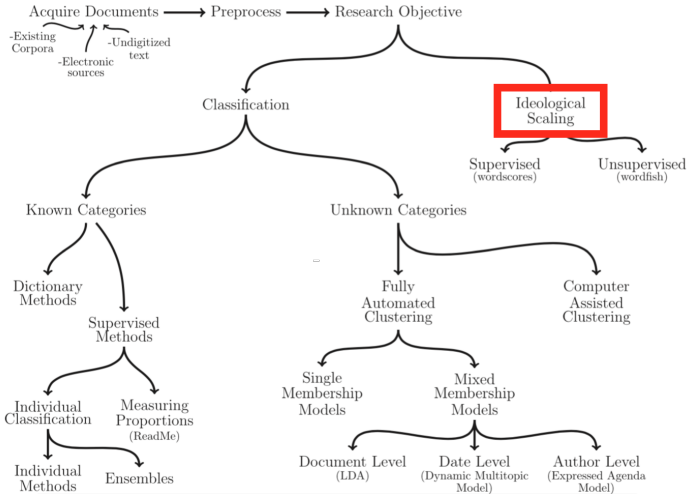 Acquire Documents
Preprocess
Research Objective
-Existing
Corpora
-Electronic
sources
-Undigitized
text
Classification
Ideological
Scaling
Supervised
(wordscores)
Unsupervised
(wordfish)
Known Categories
Unknown Categories
Dictionary
Methods
Supervised
Methods
Fully
Automated
Clustering
Computer
Assisted
Clustering
Individual
Classification
Measuring
Proportions
(ReadMe)
Single
Membership
Models
Mixed
Membership
Models
Individual
Methods
Ensembles
Document Level
(LDA)
Date Level
(Dynamic Multitopic
Model)
Author Level
(Expressed Agenda
Model)